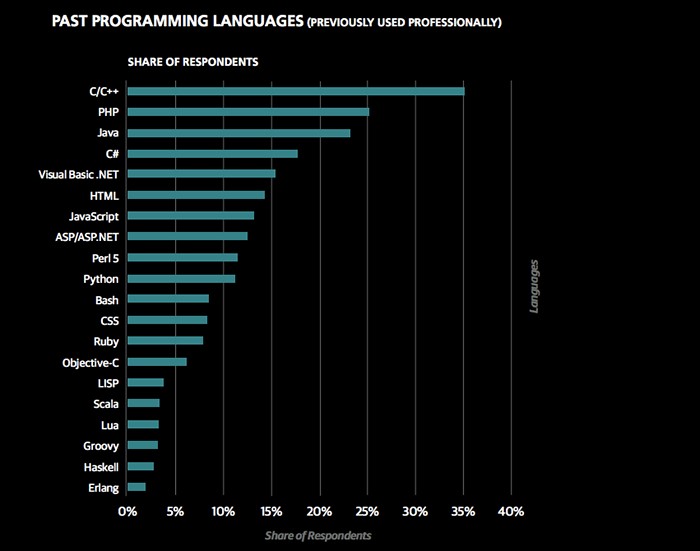 PAST PROGRAMMING LANGUAGES (PREVIOUSLY USED PROFESSIONALLY)
SHARE OF RESPONDENTS
C/C++
PHP
Java
C#
Visual Basic .NET
HTML
JavaScript
ASP/ASP.NET
Perl 5
Python
Bash
CSS
Ruby
Objective-C
LISP
Scala
Lua
Groovy
Haskell
Erlang
0% 5% 10% 15% 20% 25% 30% 35% 40%
Share of Respondents
Languages